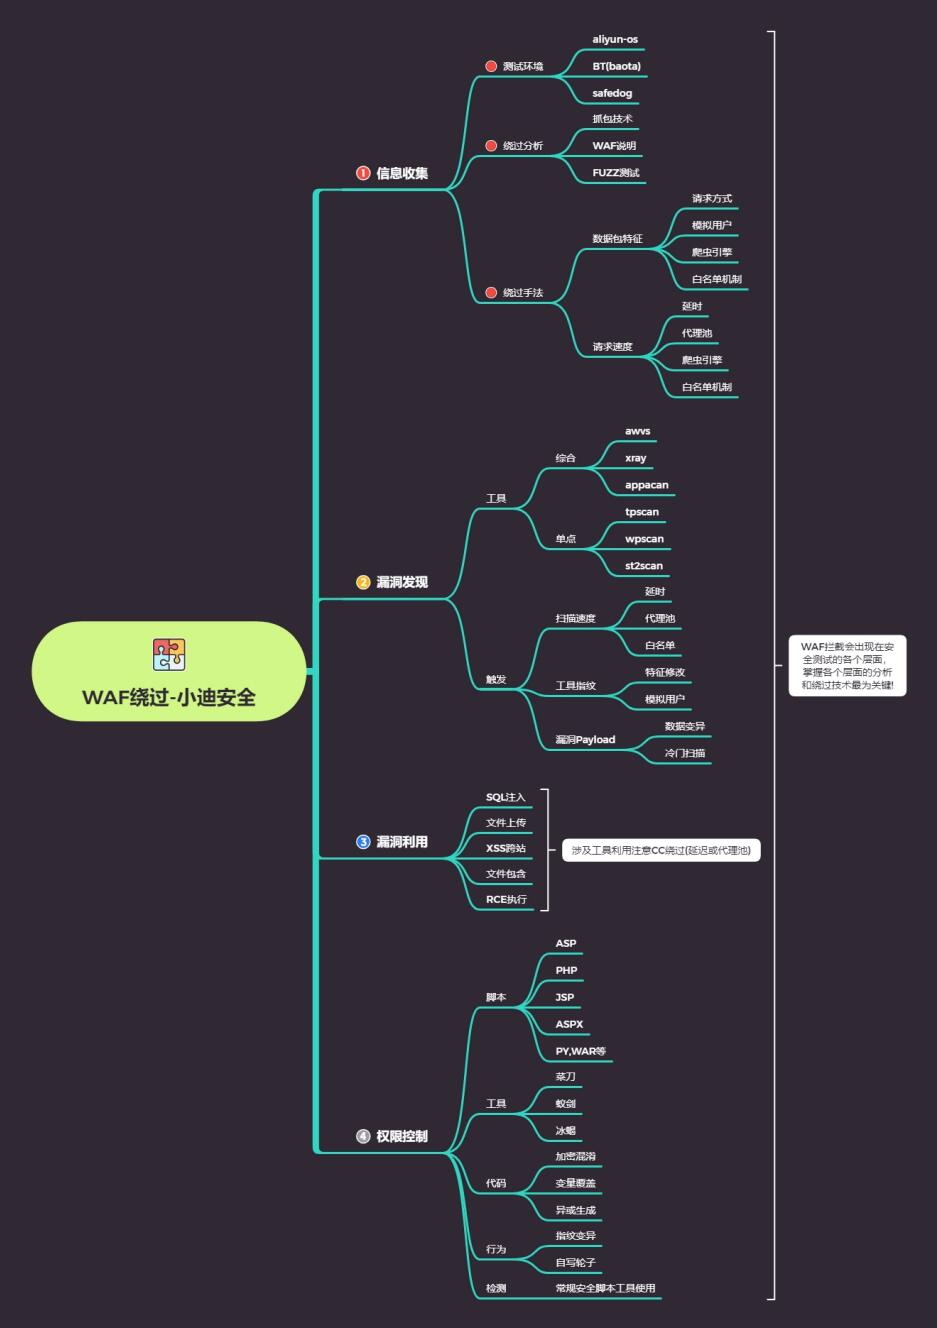 WAF绕过-小迪安全
1 信息收集
测试环境
aliyun-os
BT(baota)
safedog
绕过分析
抓包技术
WAF说明
FUZZ测试
绕过手法
数据包特征
请求方式
模拟用户
爬虫引擎
白名单机制
请求速度
延时
代理池
爬虫引擎
白名单机制
2 漏洞发现
工具
综合
awvs
xray
appacan
单点
tpscan
wpscan
st2scan
触发
扫描速度
延时
代理池
白名单
工具指纹
特征修改
模拟用户
漏洞Payload
数据变异
冷门扫描
3 漏洞利用
SQL注入
文件上传
XSS跨站
文件包含
RCE执行
涉及工具利用注意CC绕过(延迟或代理池)
4 权限控制
脚本
ASP
PHP
JSP
ASPX
PY,WAR等
工具
菜刀
蚁剑
冰蝎
代码
加密混淆
变量覆盖
异或生成
行为
指纹变异
自写轮子
检测
常规安全脚本工具使用
WAF拦截会出现在安
全测试的各个层面，
掌握各个层面的分析
和绕过技术最为关键!